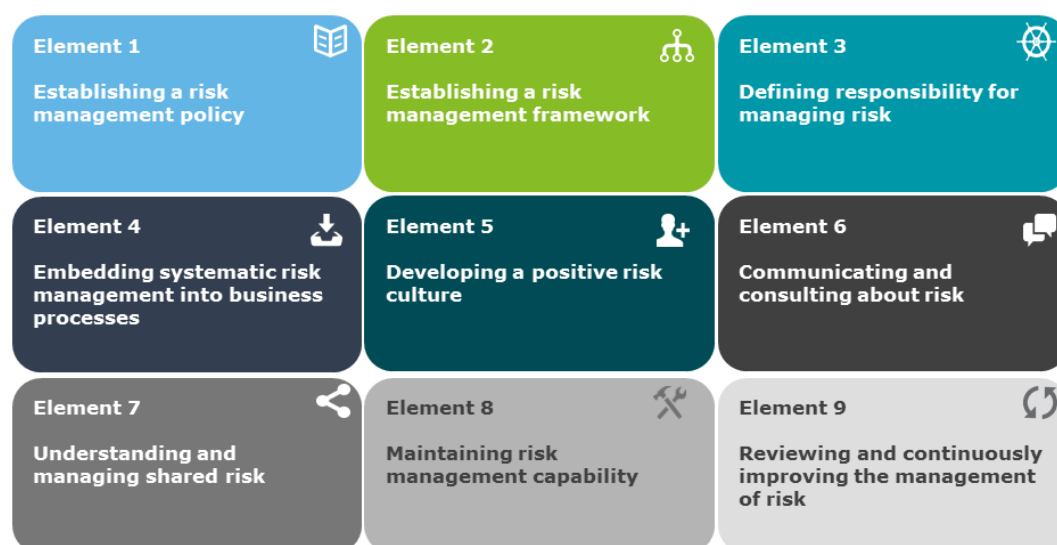 Element 1
Establishing a risk
management policy
Element 2
Establishing a risk
management framework
Element 3
Defining responsibility for
managing risk
Element 4
Embedding systematic risk
management into business
processes
Element 5
Developing a positive risk
culture
Element 6
Communicating and
consulting about risk
Element 7
Understanding and
managing shared risk
Element 8
Maintaining risk
management capability
Element 9
Reviewing and continuously
improving the management
of risk